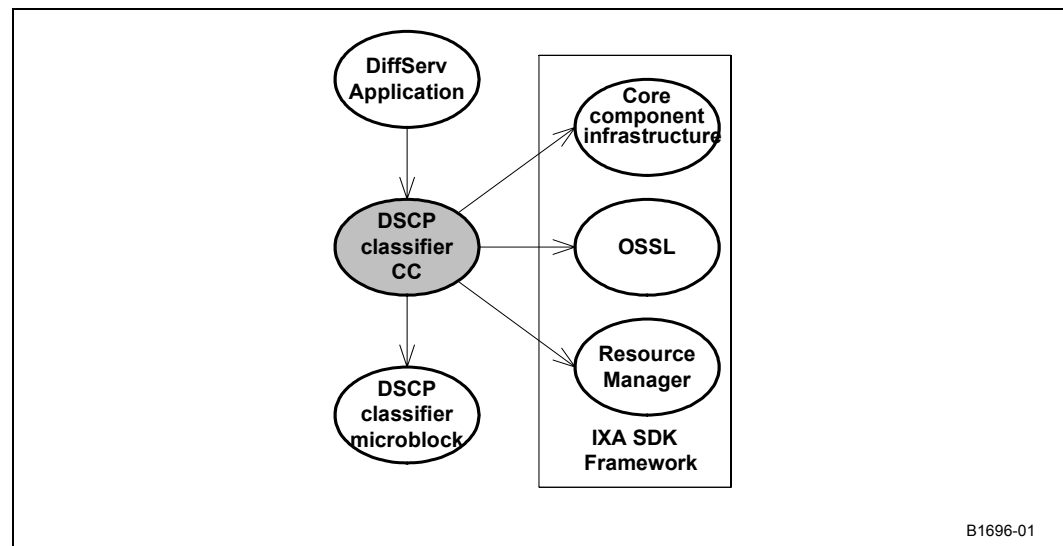 DiffServ
Application
Core
component
infrastructure
DSCP
classifier
CC
OSSL
Resource
Manager
DSCP
classifier
microblock
IXA SDK
Framework
B1696-01